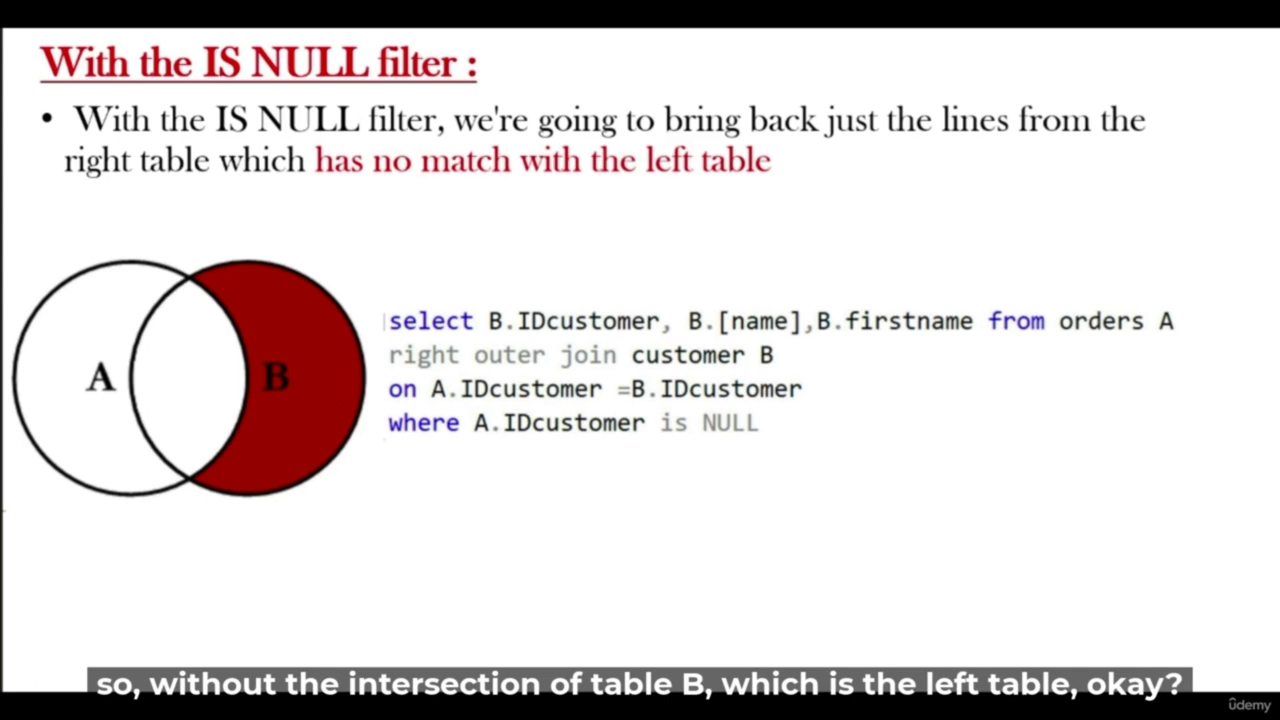 With the IS NULL filter :
• With the IS NULL filter, we're going to bring back just the lines from the
right table which has no match with the left table
A
B
select B.IDcustomer, B.[name],B.firstname from orders A
right outer join customer B
on A.IDcustomer =B.IDcustomer
where A.IDcustomer is NULL
so, without the intersection of table B, which is the left table, okay?
ûdemy